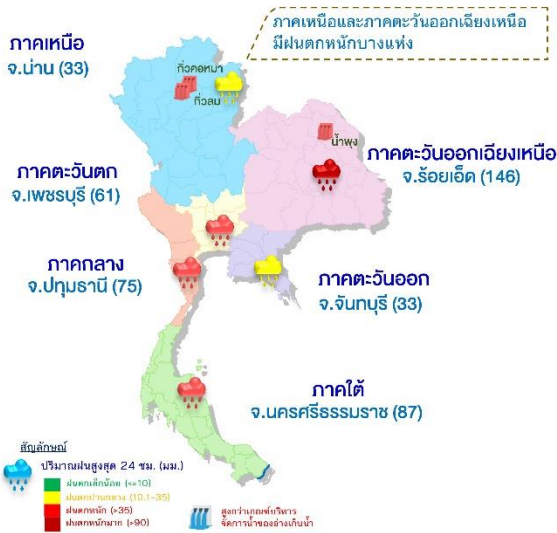 ภาคเหนือและภาคตะวันออกเฉียงเหนือ
มีฝนตกหนักบางแห่ง
ภาคเหนือ
จ.น่าน (33)
กิ่วคอหมา
กิ่วลม
น้ำพุง
ภาคตะวันออกเฉียงเหนือ
จ.ร้อยเอ็ด (146)
ภาคตะวันตก
จ.เพชรบุรี (61)
ภาคกลาง
จ.ปทุมธานี (75)
ภาคตะวันออก
จ.จันทบุรี (33)
ภาคใต้
จ.นครศรีธรรมราช (87)
สัญลักษณ์
ปริมาณฝนสูงสุด 24 ชม. (มม.)
ฝนตกเล็กน้อย (<=10)
ฝนตกปานกลาง (10.1-35)
ฝนตกหนัก (>35)
ฝนตกหนักมาก (>90)
สูงกว่าเกณฑ์บริหาร
จัดการน้ำของอ่างเก็บน้ำ